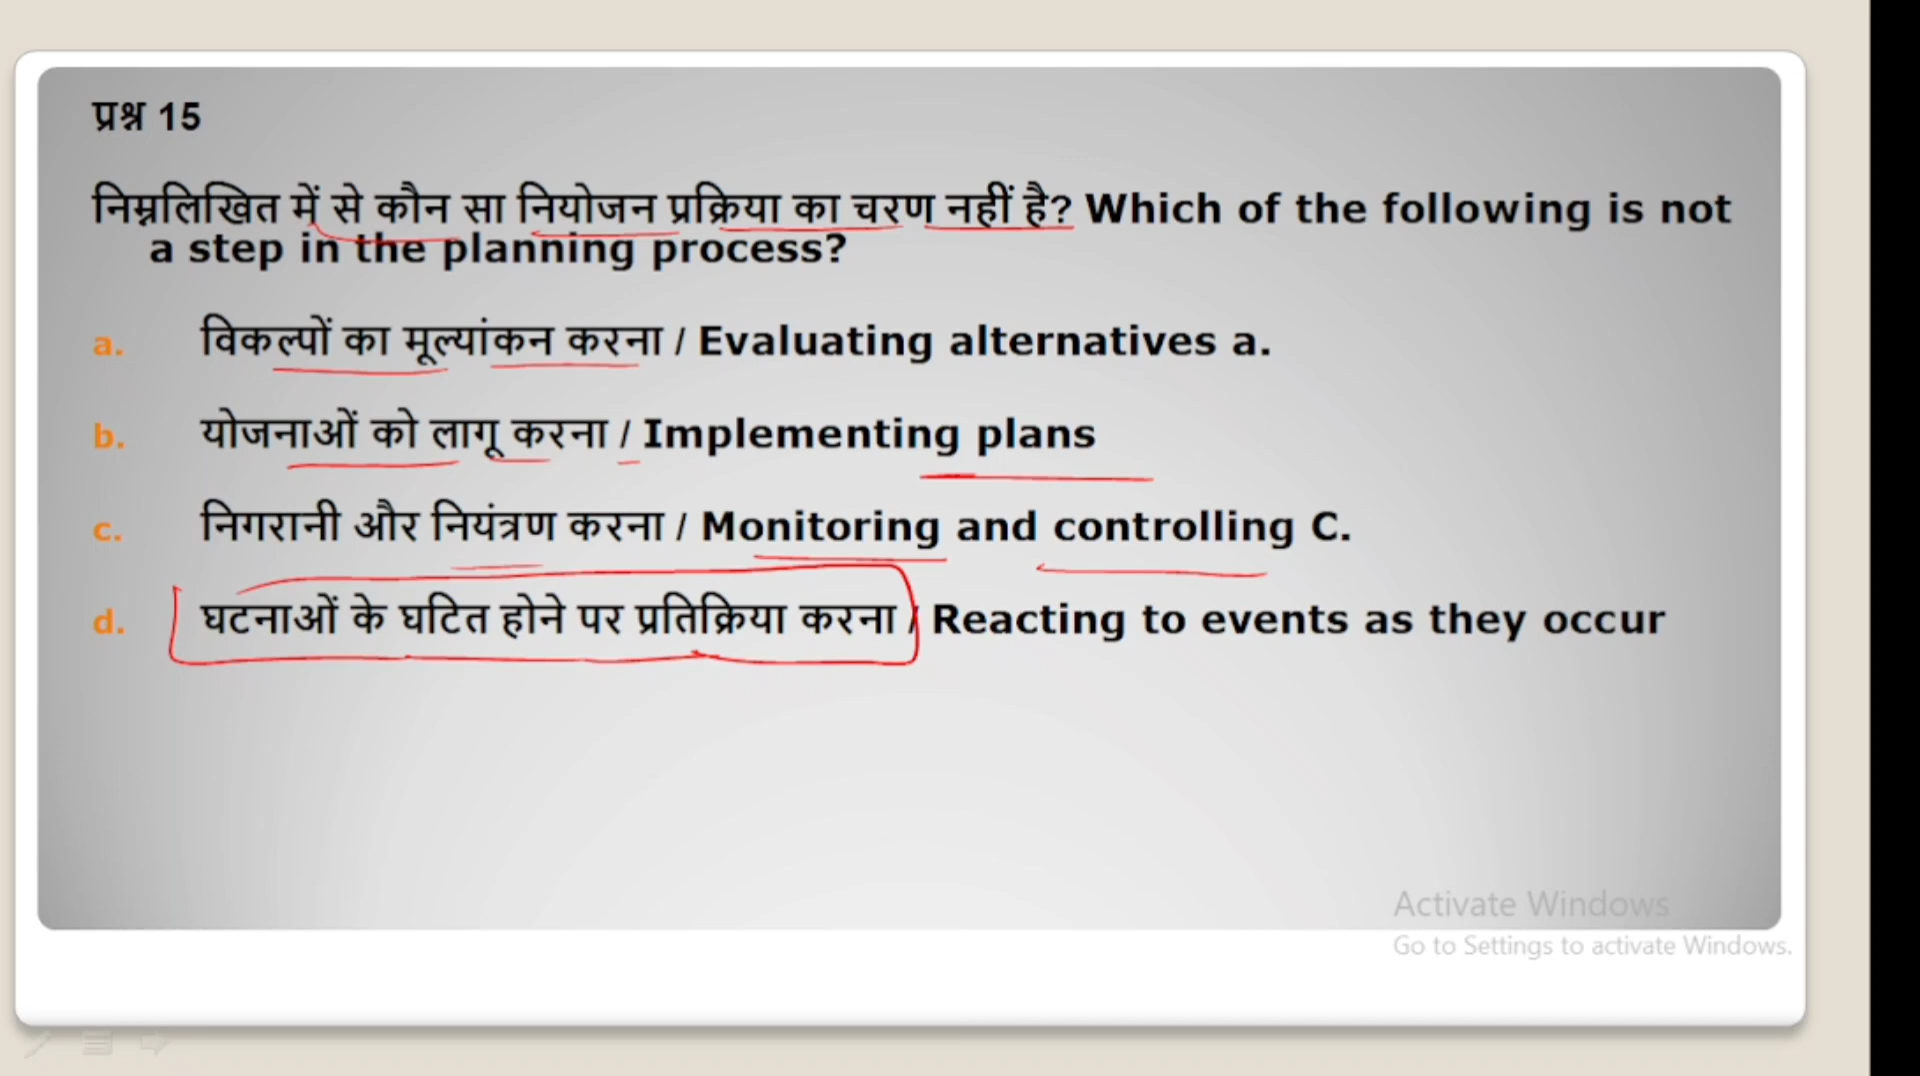 प्रश्न 15
निम्नलिखित में से कौन सा नियोजन प्रक्रिया का चरण नहीं है? Which of the following is not
a step in the planning process?
a. विकल्पों का मूल्यांकन करना / Evaluating alternatives a.
b. योजनाओं को लागू करना / Implementing plans
c. निगरानी और नियंत्रण करना / Monitoring and controlling C.
d. घटनाओं के घटित होने पर प्रतिक्रिया करना / Reacting to events as they occur
Activate Windows
Go to Settings to activate Windows.